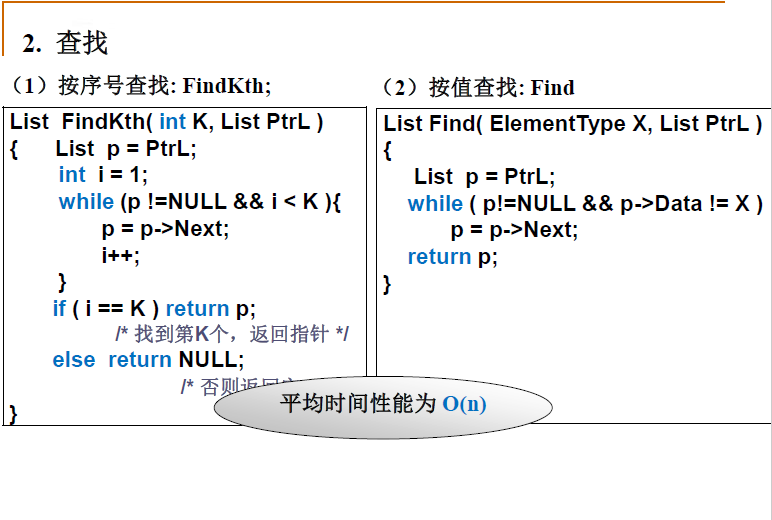 2. 查找
（1）按序号查找: FindKth;
List FindKth( int K, List PtrL )
{ List p = PtrL;
int i = 1;
while (p !=NULL && i < K ){
p = p->Next;
i++;
}
if ( i == K ) return p;
/* 找到第K个，返回指针 */
else return NULL;
/* 否则返回
}
（2）按值查找: Find
List Find( ElementType X, List PtrL )
{
List p = PtrL;
while ( p!=NULL && p->Data != X )
p = p->Next;
return p;
}
平均时间性能为 O(n)